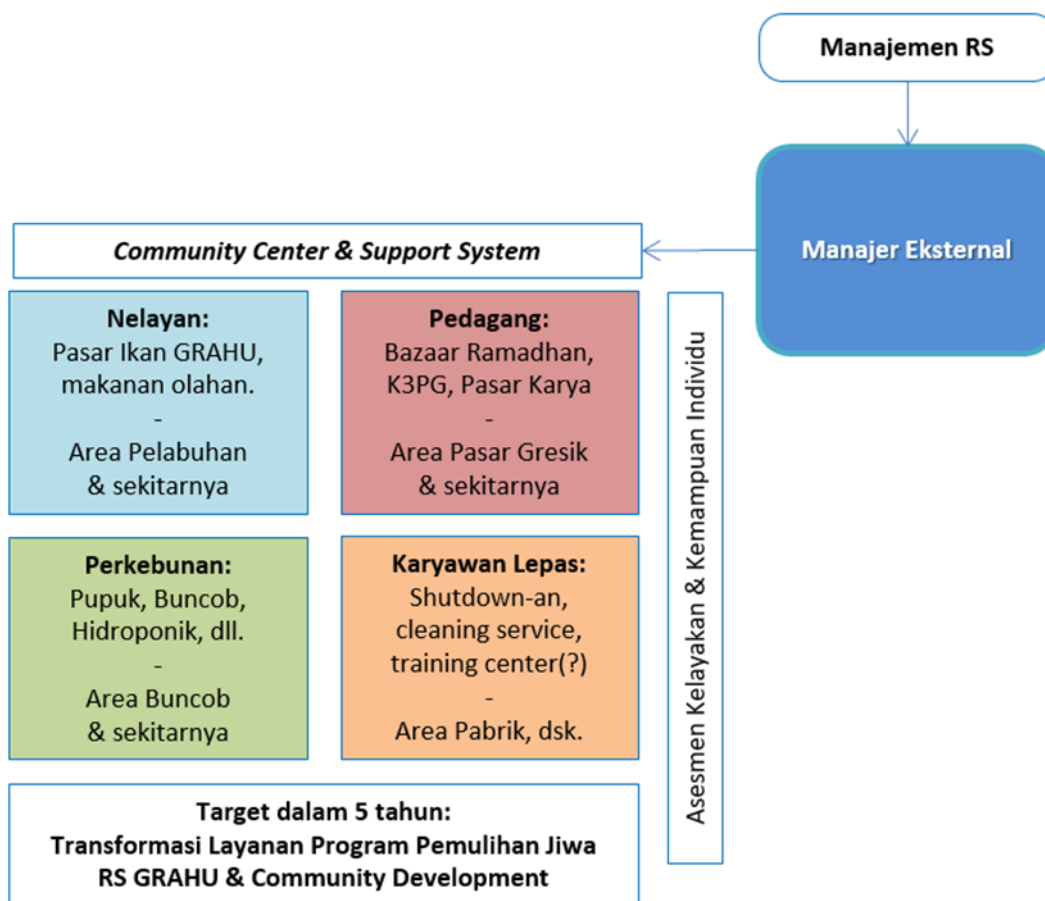 Manajemen RS
Manajer Eksternal
Community Center & Support System
Nelayan:
Pasar Ikan GRAHU,
makanan olahan.
-
Area Pelabuhan
& sekitarnya
Pedagang:
Bazaar Ramadhan,
K3PG, Pasar Karya
-
Area Pasar Gresik
& sekitarnya
Perkebunan:
Pupuk, Buncob,
Hidroponik, dll.
-
Area Buncob
& sekitarnya
Karyawan Lepas:
Shutdown-an,
cleaning service,
training center(?)
-
Area Pabrik, dsk.
Asesmen Kelayakan & Kemampuan Individu
Target dalam 5 tahun:
Transformasi Layanan Program Pemulihan Jiwa
RS GRAHU & Community Development